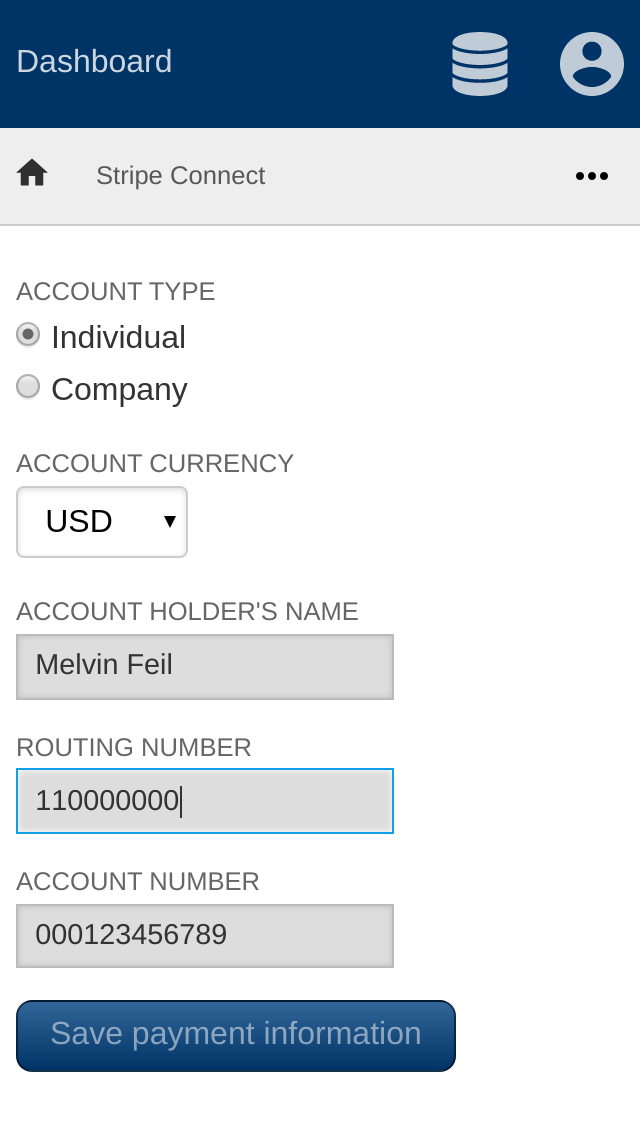 Dashboard
Stripe Connect
ACCOUNT TYPE
Individual
Company
ACCOUNT CURRENCY
USD
ACCOUNT HOLDER'S NAME
Melvin Feil
ROUTING NUMBER
110000000
ACCOUNT NUMBER
000123456789
Save payment information